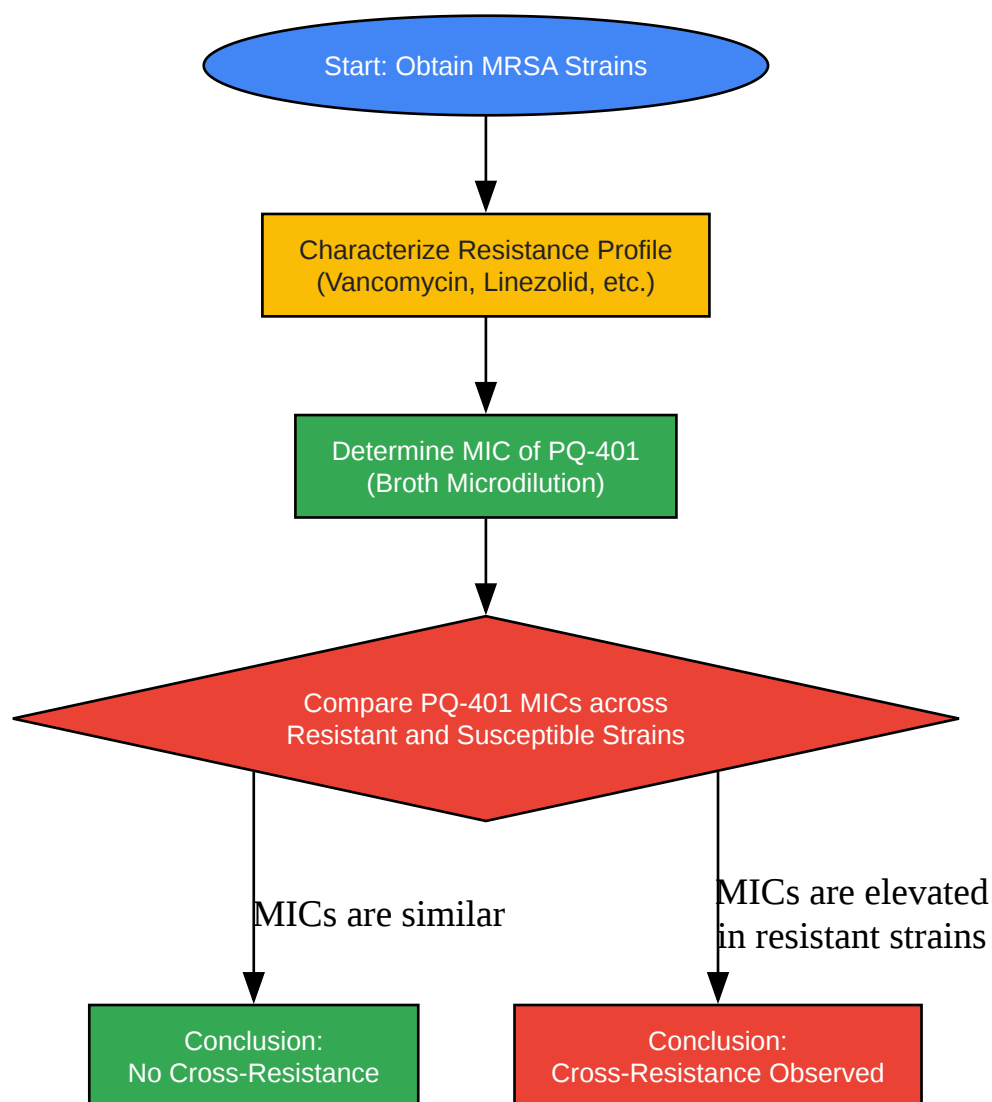 Start: Obtain MRSA Strains
Characterize Resistance Profile
(Vancomycin, Linezolid, etc.)
Determine MIC of PQ-401
(Broth Microdilution)
Compare PQ-401 MICs across
Resistant and Susceptible Strains
MICs are similar
MICs are elevated
in resistant strains
Conclusion:
No Cross-Resistance
Conclusion:
Cross-Resistance Observed